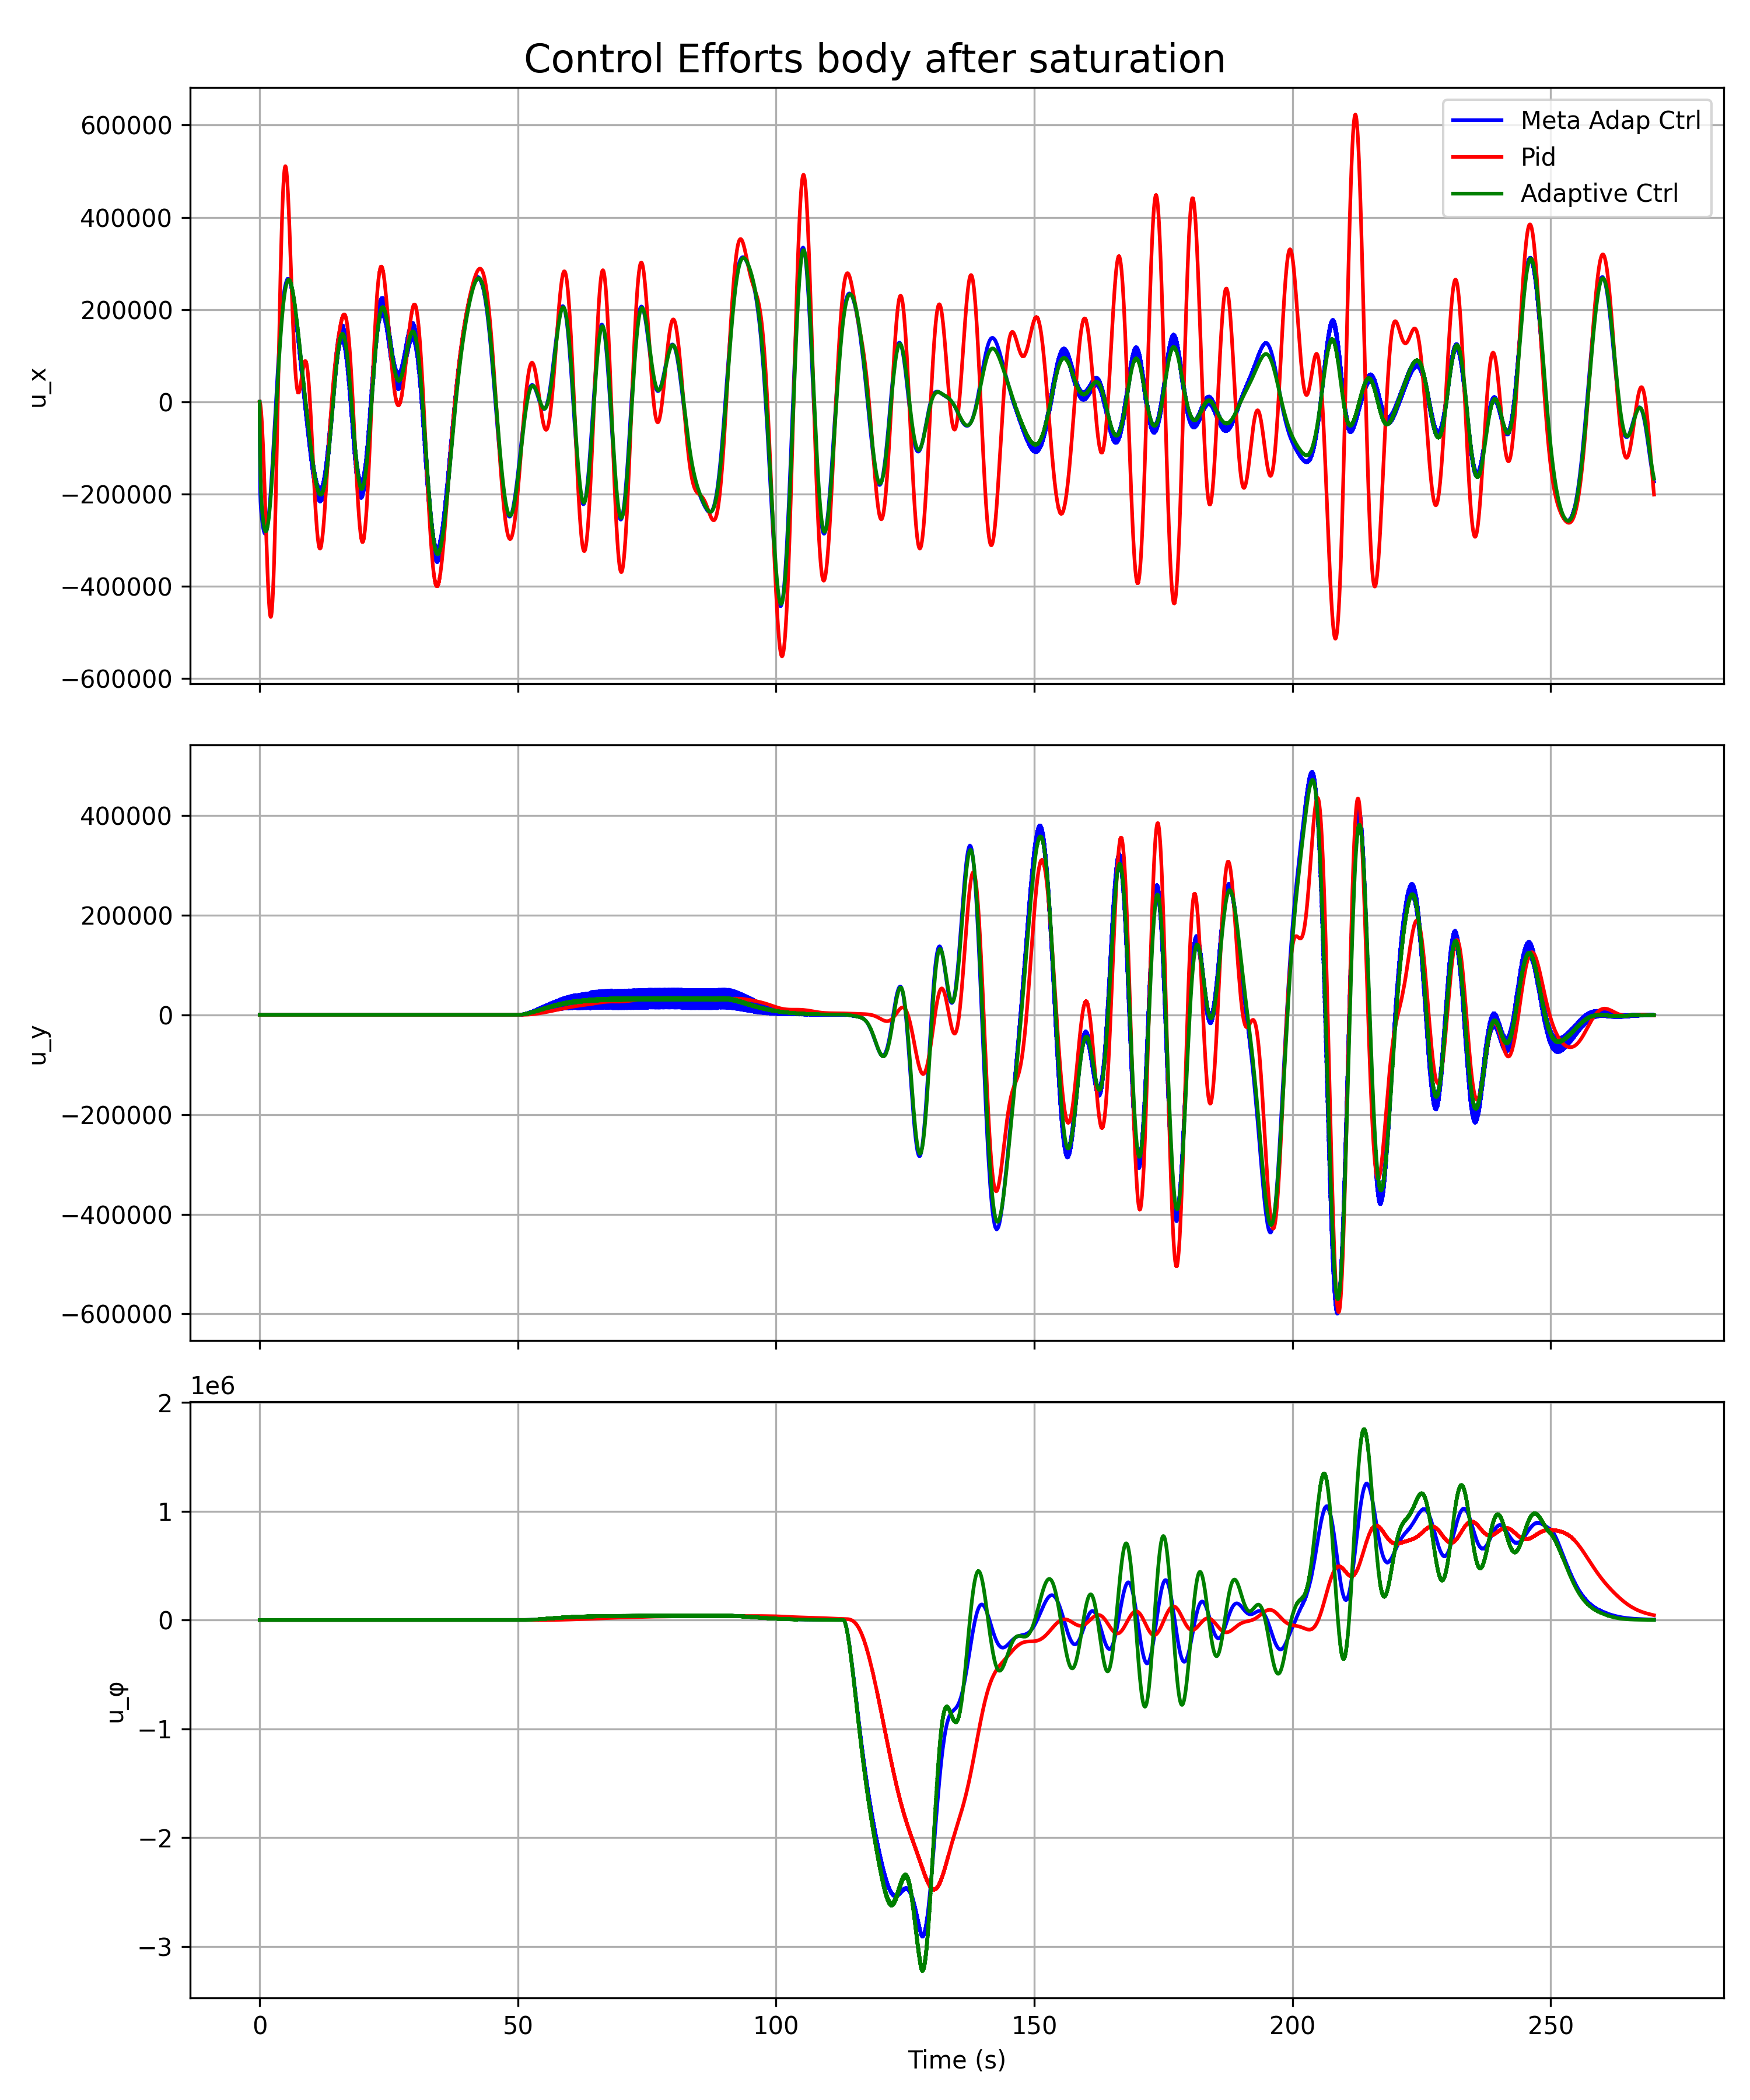 Control Efforts body after saturation
600000
400000
200000
0
−200000
−400000
−600000
u_x
Meta Adap Ctrl
Pid
Adaptive Ctrl
400000
200000
0
−200000
−400000
−600000
u_y
1e6
2
1
0
−1
−2
−3
u_φ
0 50 100 150 200 250
Time (s)